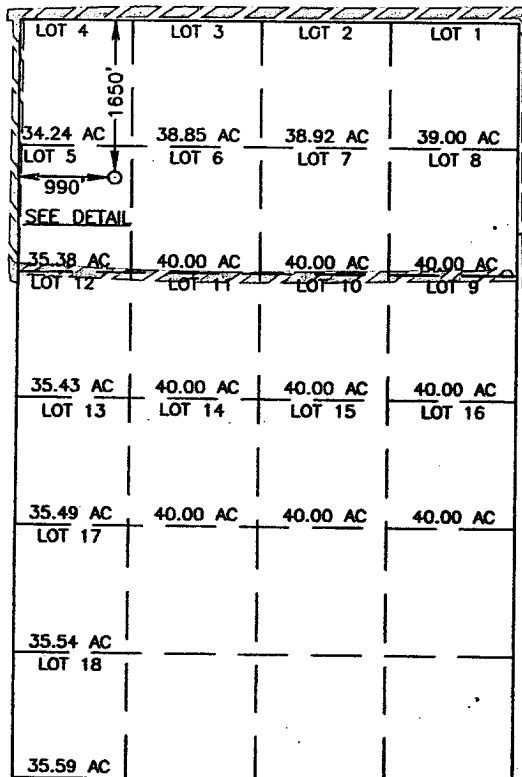 LOT 4 LOT 3 LOT 2 LOT 1
1650'
34.24 AC 38.85 AC 38.92 AC 39.00 AC
LOT 5 LOT 6 LOT 7 LOT 8
990'
SEE DETAIL
35.38 AC 40.00 AC 40.00 AC 40.00 AC
LOT 12 LOT 11 LOT 10 LOT 9
35.43 AC 40.00 AC 40.00 AC 40.00 AC
LOT 13 LOT 14 LOT 15 LOT 16
35.49 AC 40.00 AC 40.00 AC 40.00 AC
LOT 17
35.54 AC
LOT 18
35.59 AC